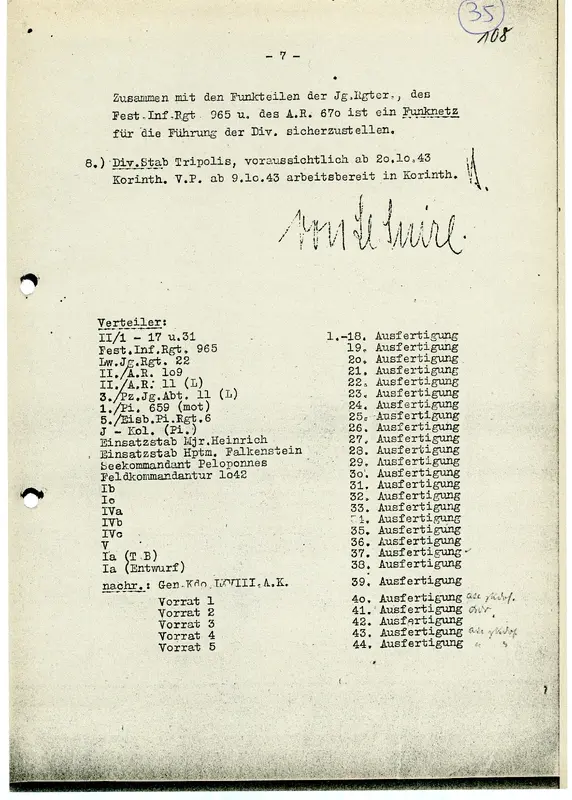 35
108
- 7 -
Zusammen mit den Funkteilen der Jg.Rgter., des
Fest.Inf.Rgt 965 u. des A.R. 67o ist ein Funknetz
für die Führung der Div. sicherzustellen.
8.) Div.Stab Tripolis, voraussichtlich ab 2o.1o.43
Korinth. V.P. ab 9.1o.43 arbeitsbereit in Korinth.
von Le Suire.
Verteiler:
II/1 - 17 u.31 1.-18. Ausfertigung
Fest.Inf.Rgt. 965 19. Ausfertigung
Lw.Jg.Rgt. 22 2o. Ausfertigung
II./A.R. 1o9 21. Ausfertigung
II./A.R. 11 (L) 22. Ausfertigung
3./Pz.Jg.Abt. 11 (L) 23. Ausfertigung
1./Pi. 659 (mot) 24. Ausfertigung
5./Eisb.Pi.Rgt.6 25. Ausfertigung
J - Kol. (Pi.) 26. Ausfertigung
Einsatzstab Mjr.Heinrich 27. Ausfertigung
Einsatzstab Hptm. Falkenstein 28. Ausfertigung
Seekommandant Peloponnes 29. Ausfertigung
Feldkommandantur 1o42 3o. Ausfertigung
Ib 31. Ausfertigung
Ic 32. Ausfertigung
IVa 33. Ausfertigung
IVb Ausfertigung
IVc 35. Ausfertigung
V 36. Ausfertigung
Ia (T B) 37. Ausfertigung
Ia (Entwurf) 38. Ausfertigung
nachr.: Gen.Kdo. LXVIII. A.K. 39. Ausfertigung
Vorrat 1 4o. Ausfertigung
Vorrat 2 41. Ausfertigung
Vorrat 3 42. Ausfertigung
Vorrat 4 43. Ausfertigung
Vorrat 5 44. Ausfertigung